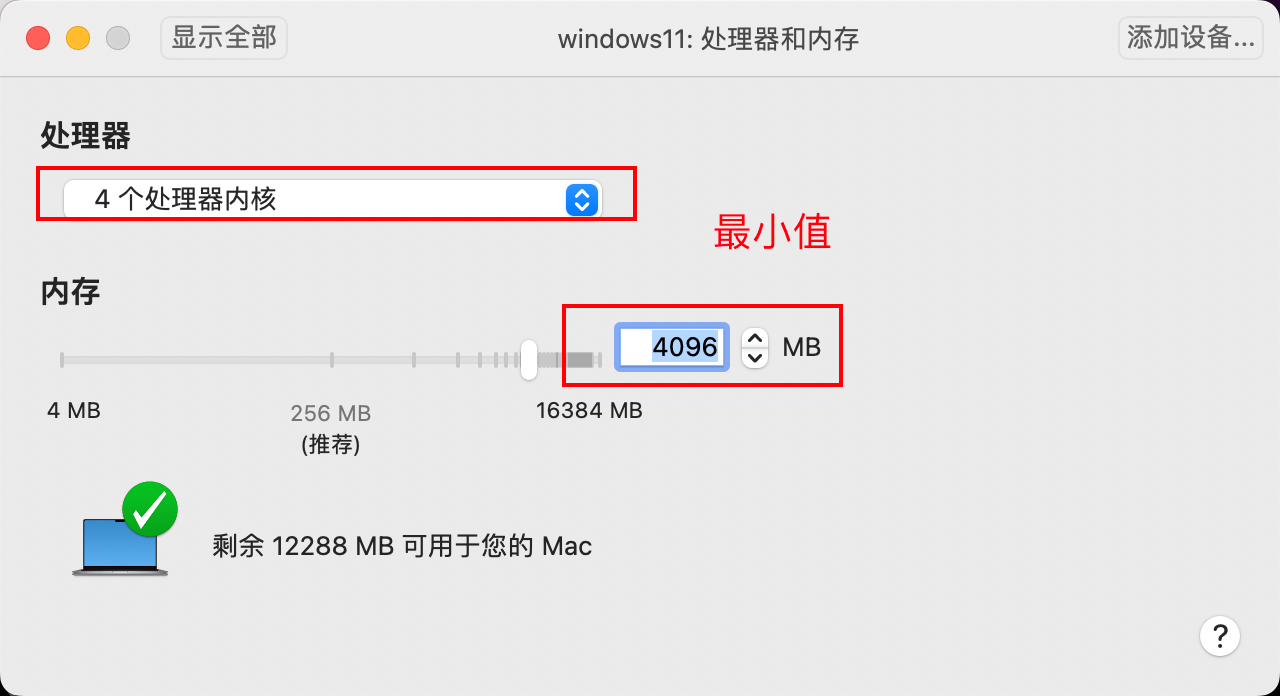 显示全部
windows11: 处理器和内存
添加设备...
处理器
4 个处理器内核
最小值
内存
4096 MB
4 MB
256 MB
(推荐)
16384 MB
剩余 12288 MB 可用于您的 Mac
?